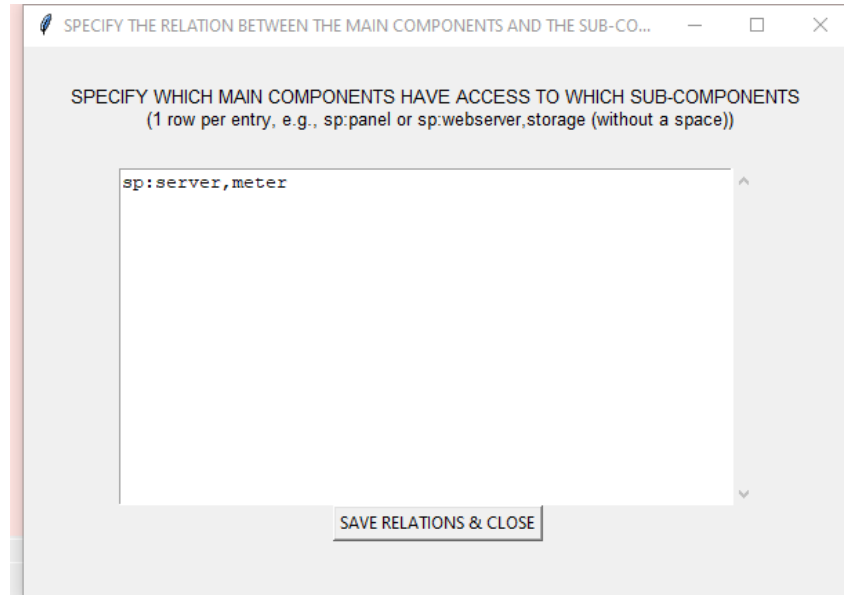 SPECIFY THE RELATION BETWEEN THE MAIN COMPONENTS AND THE SUB-CO...
SPECIFY WHICH MAIN COMPONENTS HAVE ACCESS TO WHICH SUB-COMPONENTS
(1 row per entry, e.g., sp:panel or sp:webserver,storage (without a space))
sp:server,meter
SAVE RELATIONS & CLOSE